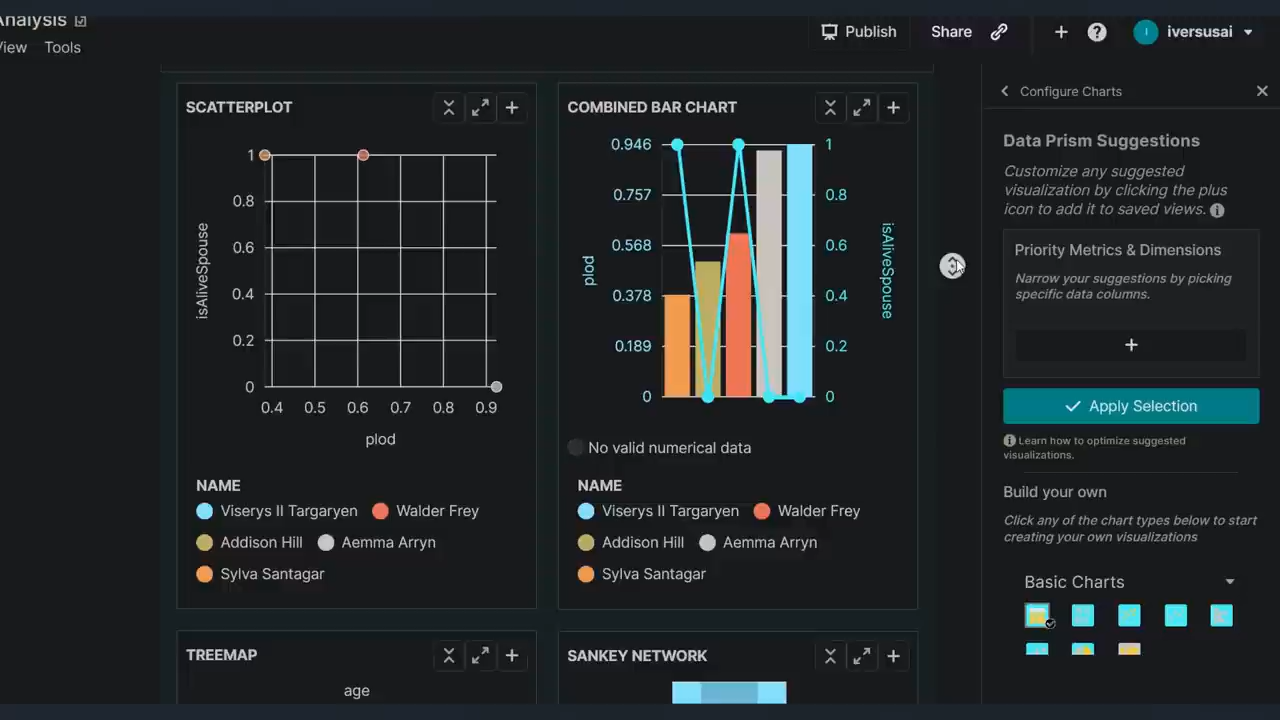 Analysis
View Tools
Publish
Share
iversusai
SCATTERPLOT
1
0.8
0.6
0.4
0.2
0
isAliveSpouse
0.4 0.5 0.6 0.7 0.8 0.9
plod
NAME
Viserys II Targaryen Walder Frey
Addison Hill Aemma Arryn
Sylva Santagar
COMBINED BAR CHART
0.946 1
0.757 0.8
0.568 0.6
0.378 0.4
0.189 0.2
0 0
plod
isAliveSpouse
No valid numerical data
NAME
Viserys II Targaryen Walder Frey
Addison Hill Aemma Arryn
Sylva Santagar
TREEMAP
age
SANKEY NETWORK
Configure Charts
Data Prism Suggestions
Customize any suggested
visualization by clicking the plus
icon to add it to saved views.
Priority Metrics & Dimensions
Narrow your suggestions by picking
specific data columns.
Apply Selection
Learn how to optimize suggested
visualizations.
Build your own
Click any of the chart types below to start
creating your own visualizations
Basic Charts